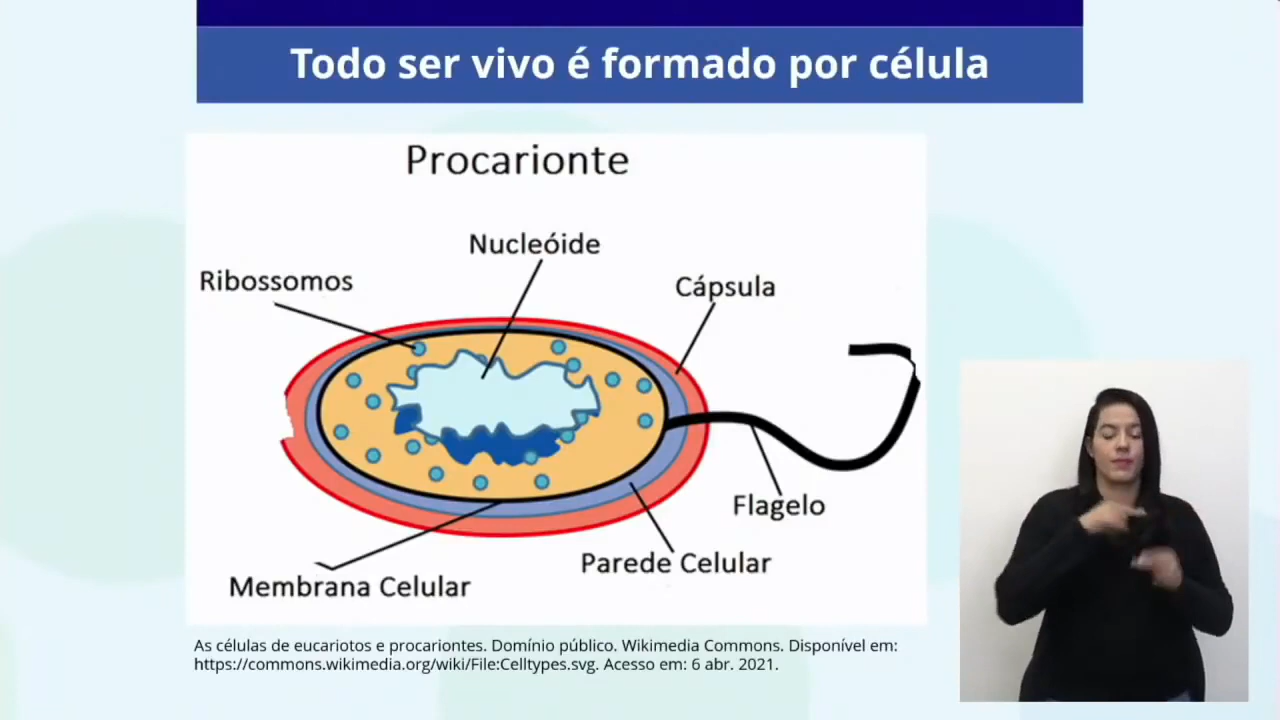 Todo ser vivo é formado por célula
Procarionte
Nucleóide
Ribossomos
Cápsula
Flagelo
Parede Celular
Membrana Celular
As células de eucariotos e procariontes. Domínio público. Wikimedia Commons. Disponível em:
https://commons.wikimedia.org/wiki/File:Celltypes.svg. Acesso em: 6 abr. 2021.